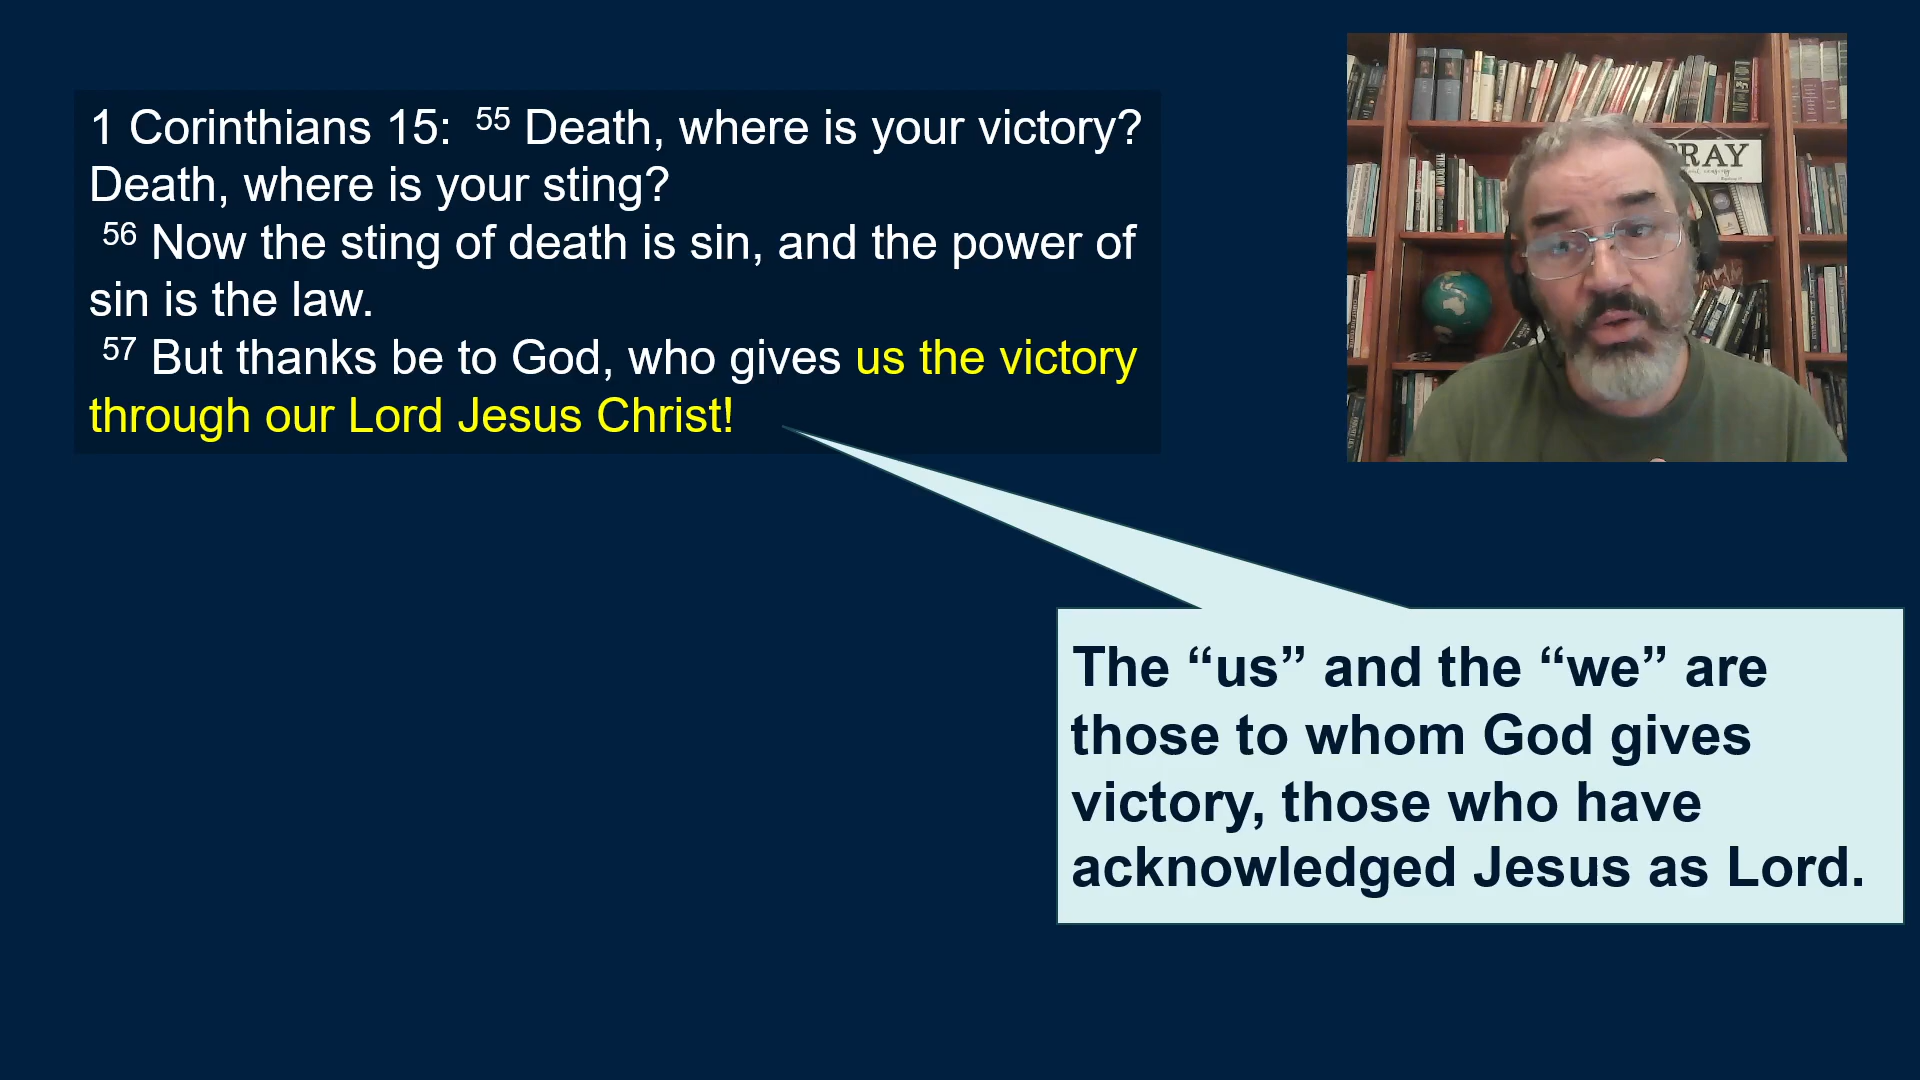 1 Corinthians 15: 55 Death, where is your victory?
Death, where is your sting?
56 Now the sting of death is sin, and the power of
sin is the law.
57 But thanks be to God, who gives us the victory
through our Lord Jesus Christ!
PRAY
The “us” and the “we” are
those to whom God gives
victory, those who have
acknowledged Jesus as Lord.